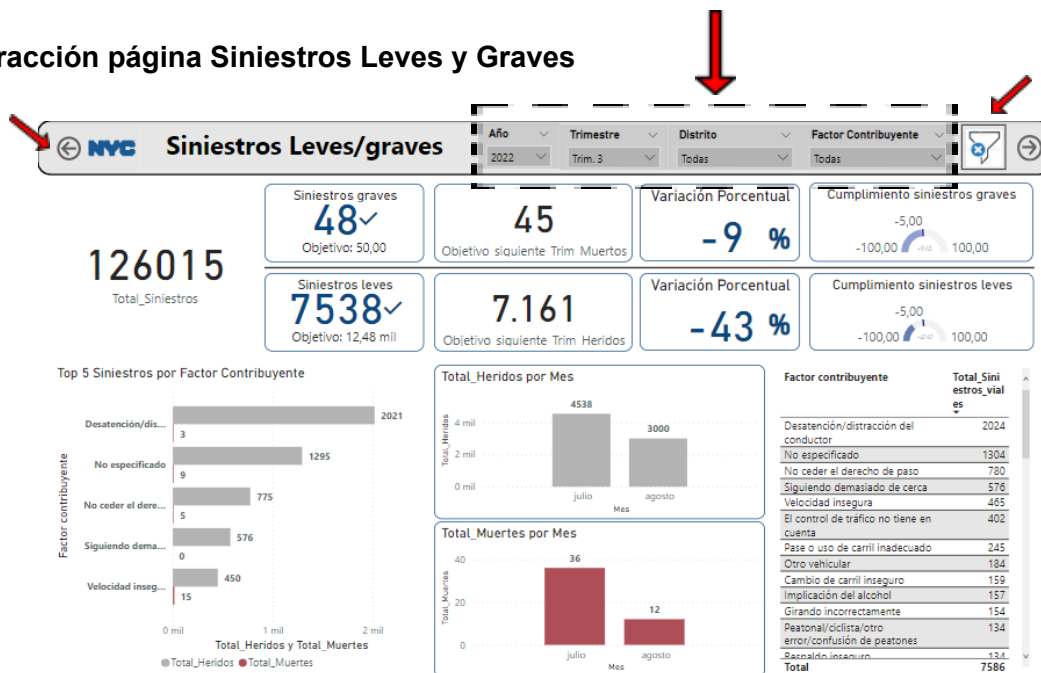 racción página Siniestros Leves y Graves
NYC
Siniestros Leves/graves
Año
2022
Trimestre
Trim. 3
Distrito
Todas
Factor Contribuyente
Todas
126015
Total_Siniestros
Siniestros graves
48
Objetivo: 50,00
45
Objetivo siguiente Trim Muertos
Variación Porcentual
-9 %
Cumplimiento siniestros graves
-5,00
-100,00
100,00
Siniestros leves
7538
Objetivo: 12,48 mil
7.161
Objetivo siguiente Trim Heridos
Variación Porcentual
-43 %
Cumplimiento siniestros leves
-5,00
-100,00
100,00
Top 5 Siniestros por Factor Contribuyente
Factor contribuyente
Desatención/dis...
2021
3
No especificado
1295
9
No ceder el dere...
775
5
Siguiendo dema...
576
0
Velocidad inseg...
450
15
0 mil
1 mil
2 mil
Total_Heridos y Total_Muertes
Total_Heridos
Total_Muertes
Total_Heridos por Mes
Total_Heridos
4 mil
2 mil
0 mil
4538
3000
julio
agosto
Mes
Total_Muertes por Mes
Total_Muertes
40
20
0
36
12
julio
agosto
Mes
Factor contribuyente
Total_Sini
estros_vial
es
Desatención/distracción del 2024
conductor
No especificado 1304
No ceder el derecho de paso 780
Siguiendo demasiado de cerca 576
Velocidad insegura 465
El control de tráfico no tiene en 402
cuenta
Pase o uso de carril inadecuado 245
Otro vehicular 184
Cambio de carril inseguro 159
Implicación del alcohol 157
Girando incorrectamente 154
Peatonal/ciclista/otro 134
error/confusión de peatones
Respaldo inseguro 134
Total 7586